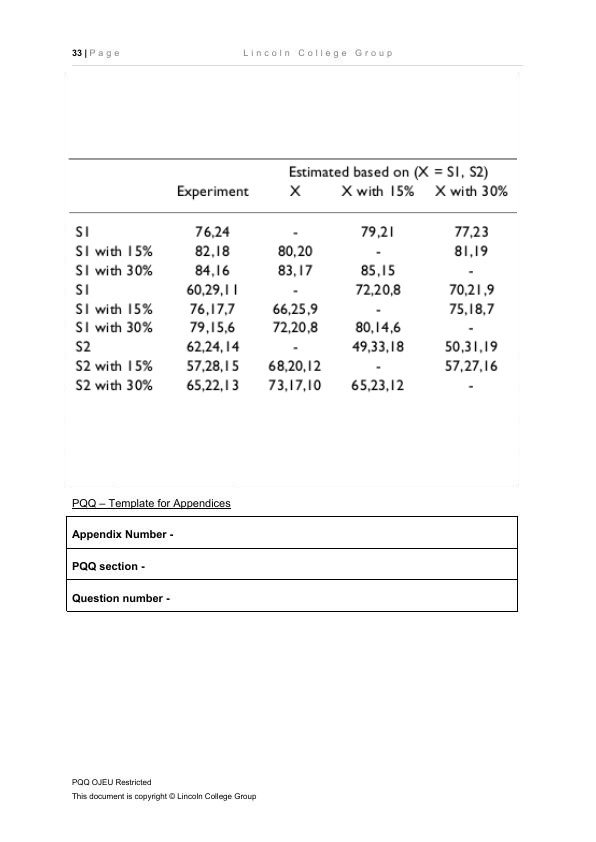 33 | Page Lincoln College Group
Estimated based on (X = S1, S2)
Experiment X X with 15% X with 30%
S1 76,24 - 79,21 77,23
S1 with 15% 82,18 80,20 - 81,19
S1 with 30% 84,16 83,17 85,15 -
S1 60,29,11 - 72,20,8 70,21,9
S1 with 15% 76,17,7 66,25,9 - 75,18,7
S1 with 30% 79,15,6 72,20,8 80,14,6 -
S2 62,24,14 - 49,33,18 50,31,19
S2 with 15% 57,28,15 68,20,12 - 57,27,16
S2 with 30% 65,22,13 73,17,10 65,23,12 -
PQQ – Template for Appendices
Appendix Number -
PQQ section -
Question number -
PQQ OJEU Restricted
This document is copyright © Lincoln College Group